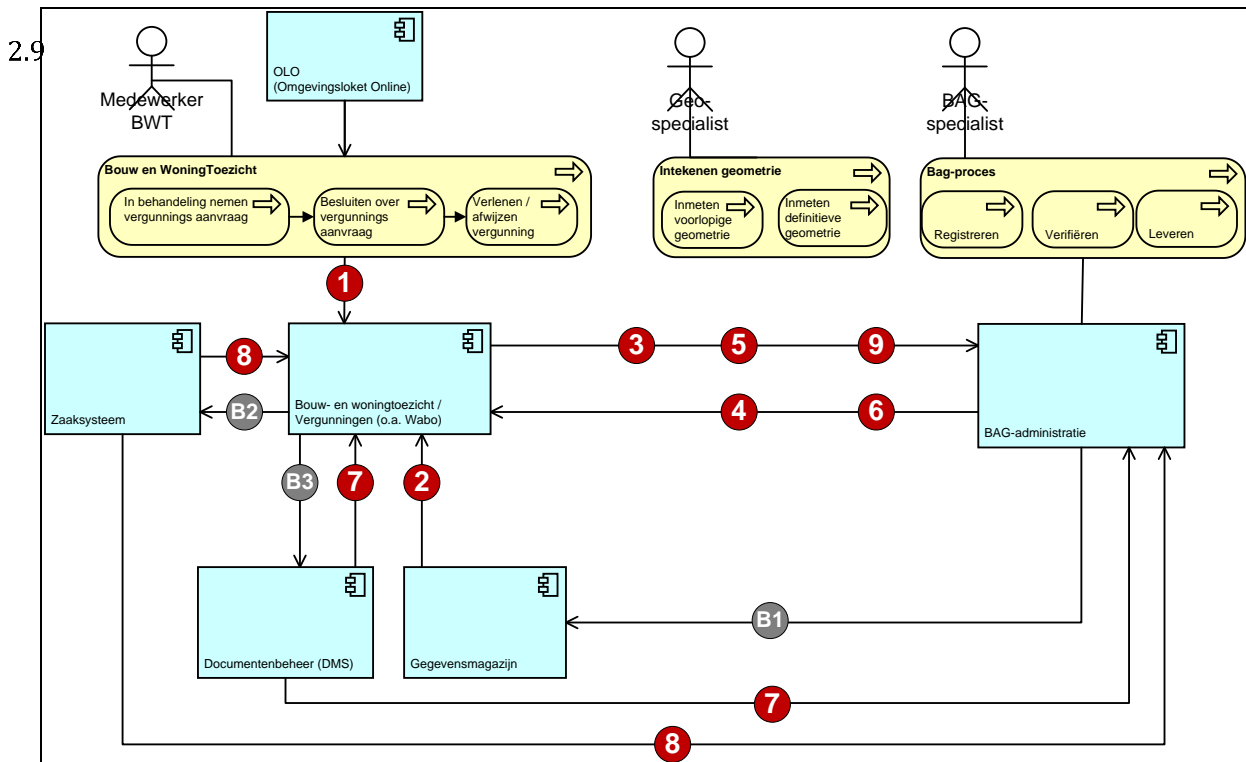 2.9
Medewerker
BWT
OLO
(Omgevingsloket Online)
Geo-
specialist
BAG-
specialist
Bouw en WoningToezicht
In behandeling nemen
vergunnings aanvraag
Besluiten over
vergunnings
aanvraag
Verlenen /
afwijzen
vergunning
Intekenen geometrie
Inmeten
voorlopige
geometrie
Inmeten
definitieve
geometrie
Bag-proces
Registreren
Verifiëren
Leveren
1
Zaaksysteem
8
B2
Bouw- en woningtoezicht /
Vergunningen (o.a. Wabo)
3
5
9
4
6
BAG-administratie
B3
7
2
Documentenbeheer (DMS)
Gegevensmagazijn
B1
7
8